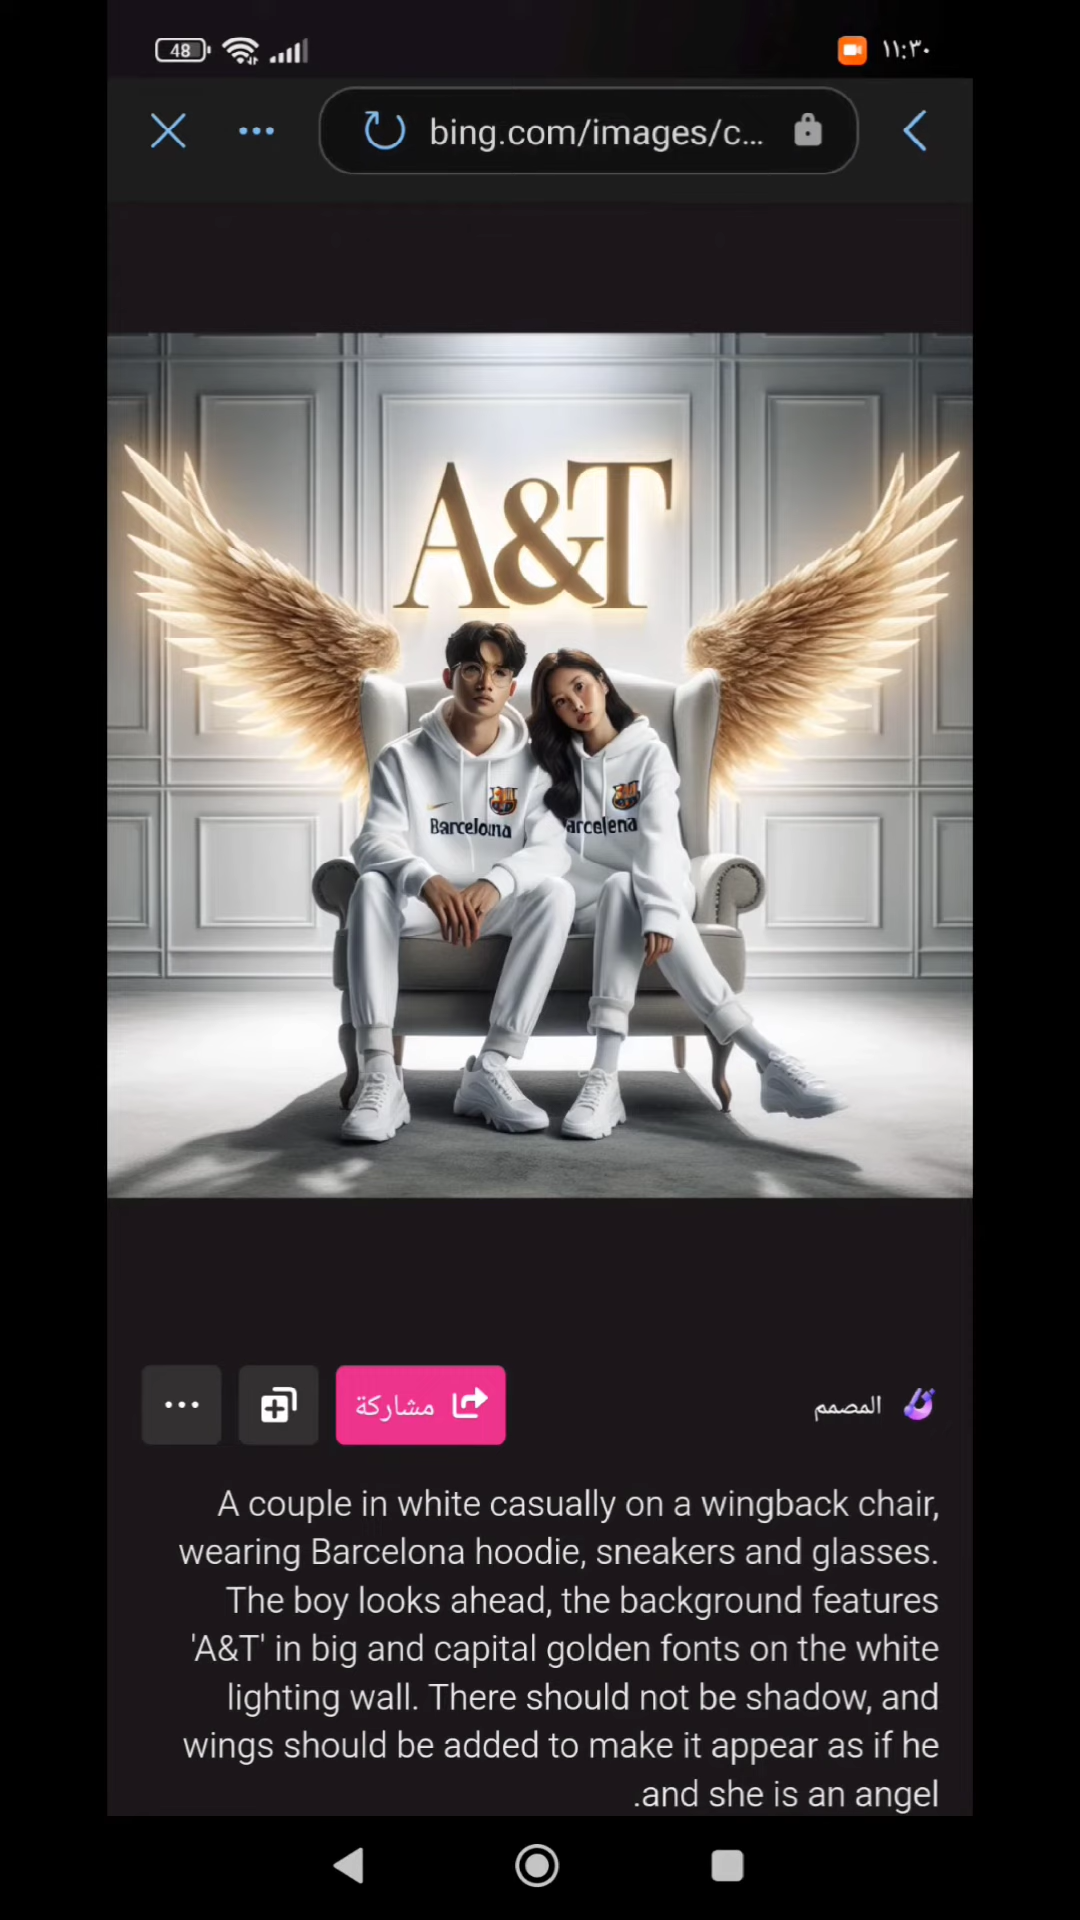 48
١١:٣٠
bing.com/images/c...
A&T
Barcelouna
arcelena
مشاركة
المصمم
A couple in white casually on a wingback chair,
wearing Barcelona hoodie, sneakers and glasses.
The boy looks ahead, the background features
'A&T' in big and capital golden fonts on the white
lighting wall. There should not be shadow, and
wings should be added to make it appear as if he
.and she is an angel